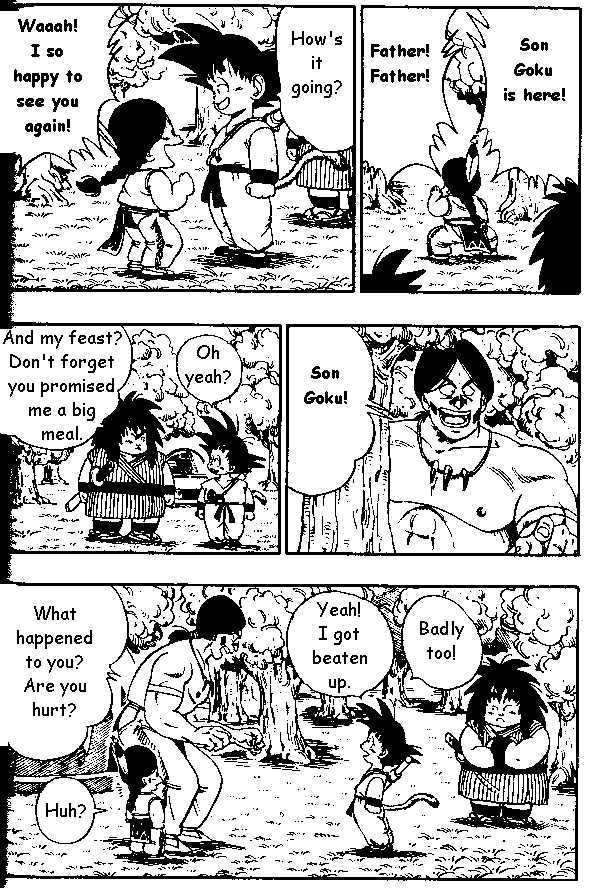 Waaah!
I so
happy to
see you
again!
How's
it
going?
Father!
Father!
Son
Goku
is here!
And my feast?
Don't forget
you promised
me a big
meal.
Oh
yeah?
Son
Goku!
What
happened
to you?
Are you
hurt?
Huh?
Yeah!
I got
beaten
up.
Badly
too!